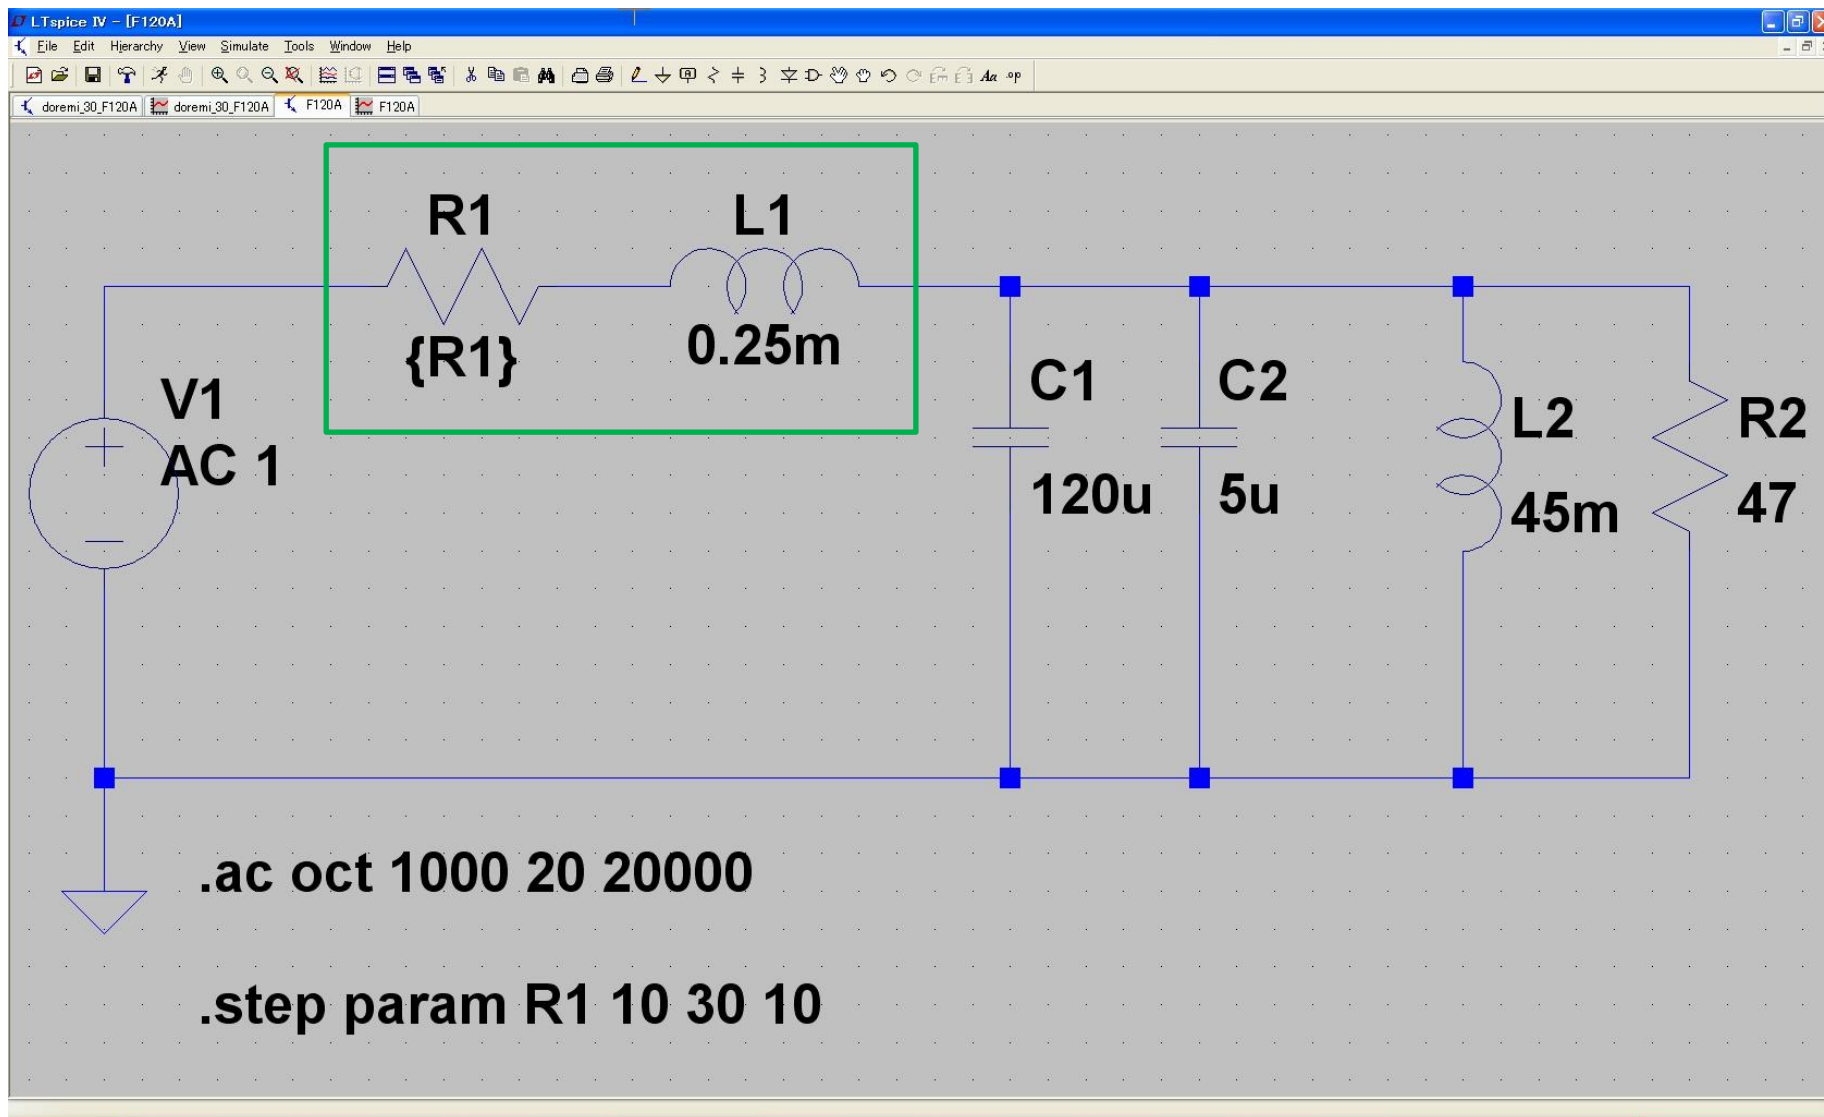 LTspice IV - [F120A]
File Edit Hierarchy View Simulate Tools Window Help
Aa .op
doremi_30_F120A doremi_30_F120A F120A F120A
R1 L1
{R1} 0.25m
V1
AC 1
C1 C2
L2 R2
120u 5u
45m 47
.ac oct 1000 20 20000
.step param R1 10 30 10